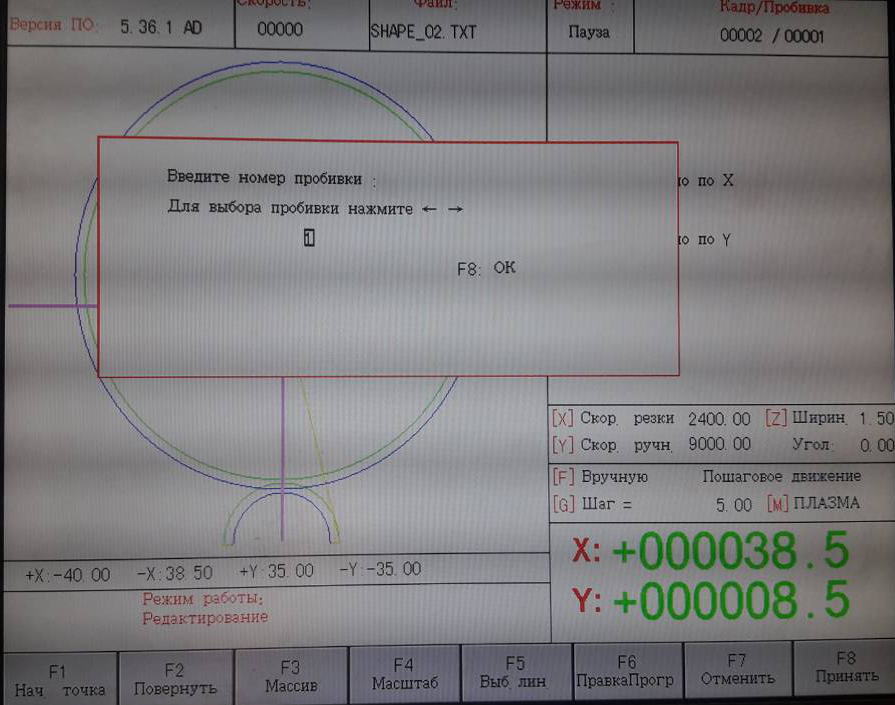 Версия ПО: 5.36.1 AD
Скорость:
00000
Файл:
SHAPE_02.TXT
Режим :
Пауза
Кадр/Пробивка
00002 / 00001
Введите номер пробивки :
Для выбора пробивки нажмите ← →
1
F8: OK
по X
по Y
[X] Скор. резки 2400.00 [Z] Ширин. 1.50
[Y] Скор. ручн. 9000.00 Угол: 0.00
[F] Вручную Пошаговое движение
[G] Шаг = 5.00 [M] ПЛАЗМА
X: +000038.5
Y: +000008.5
+X:-40.00 -X:38.50 +Y:35.00 -Y:-35.00
Режим работы:
Редактирование
F1
Нач. точка
F2
Повернуть
F3
Массив
F4
Масштаб
F5
Выб. лин.
F6
ПравкаПрогр
F7
Отменить
F8
Принять